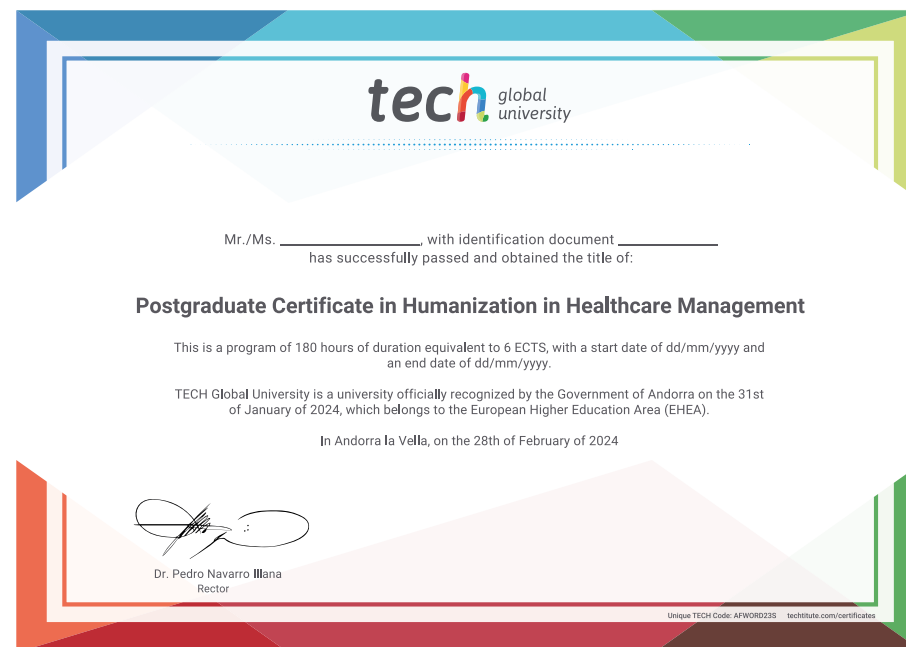 tech global university
Mr./Ms. ____________, with identification document ____________
has successfully passed and obtained the title of:
Postgraduate Certificate in Humanization in Healthcare Management
This is a program of 180 hours of duration equivalent to 6 ECTS, with a start date of dd/mm/yyyy and
an end date of dd/mm/yyyy.
TECH Global University is a university officially recognized by the Government of Andorra on the 31st
of January of 2024, which belongs to the European Higher Education Area (EHEA).
In Andorra la Vella, on the 28th of February of 2024
Dr. Pedro Navarro Illana
Rector
Unique TECH Code: AFWORD23S techtitute.com/certificates